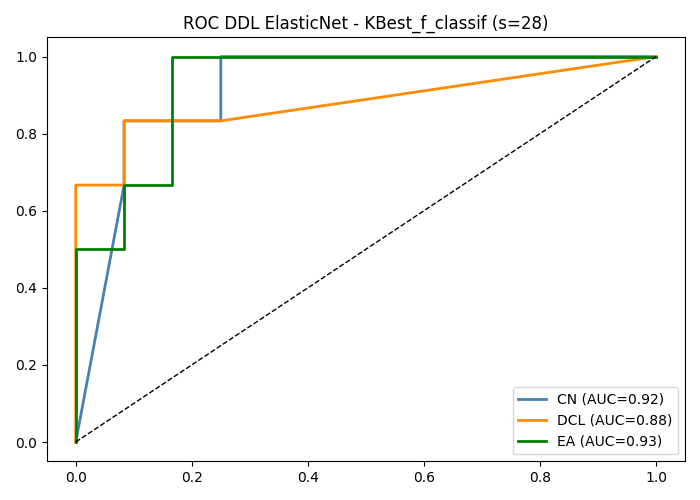 ROC DDL ElasticNet - KBest_f_classif (s=28)
1.0
0.8
0.6
0.4
0.2
0.0
0.0 0.2 0.4 0.6 0.8 1.0
CN (AUC=0.92)
DCL (AUC=0.88)
EA (AUC=0.93)